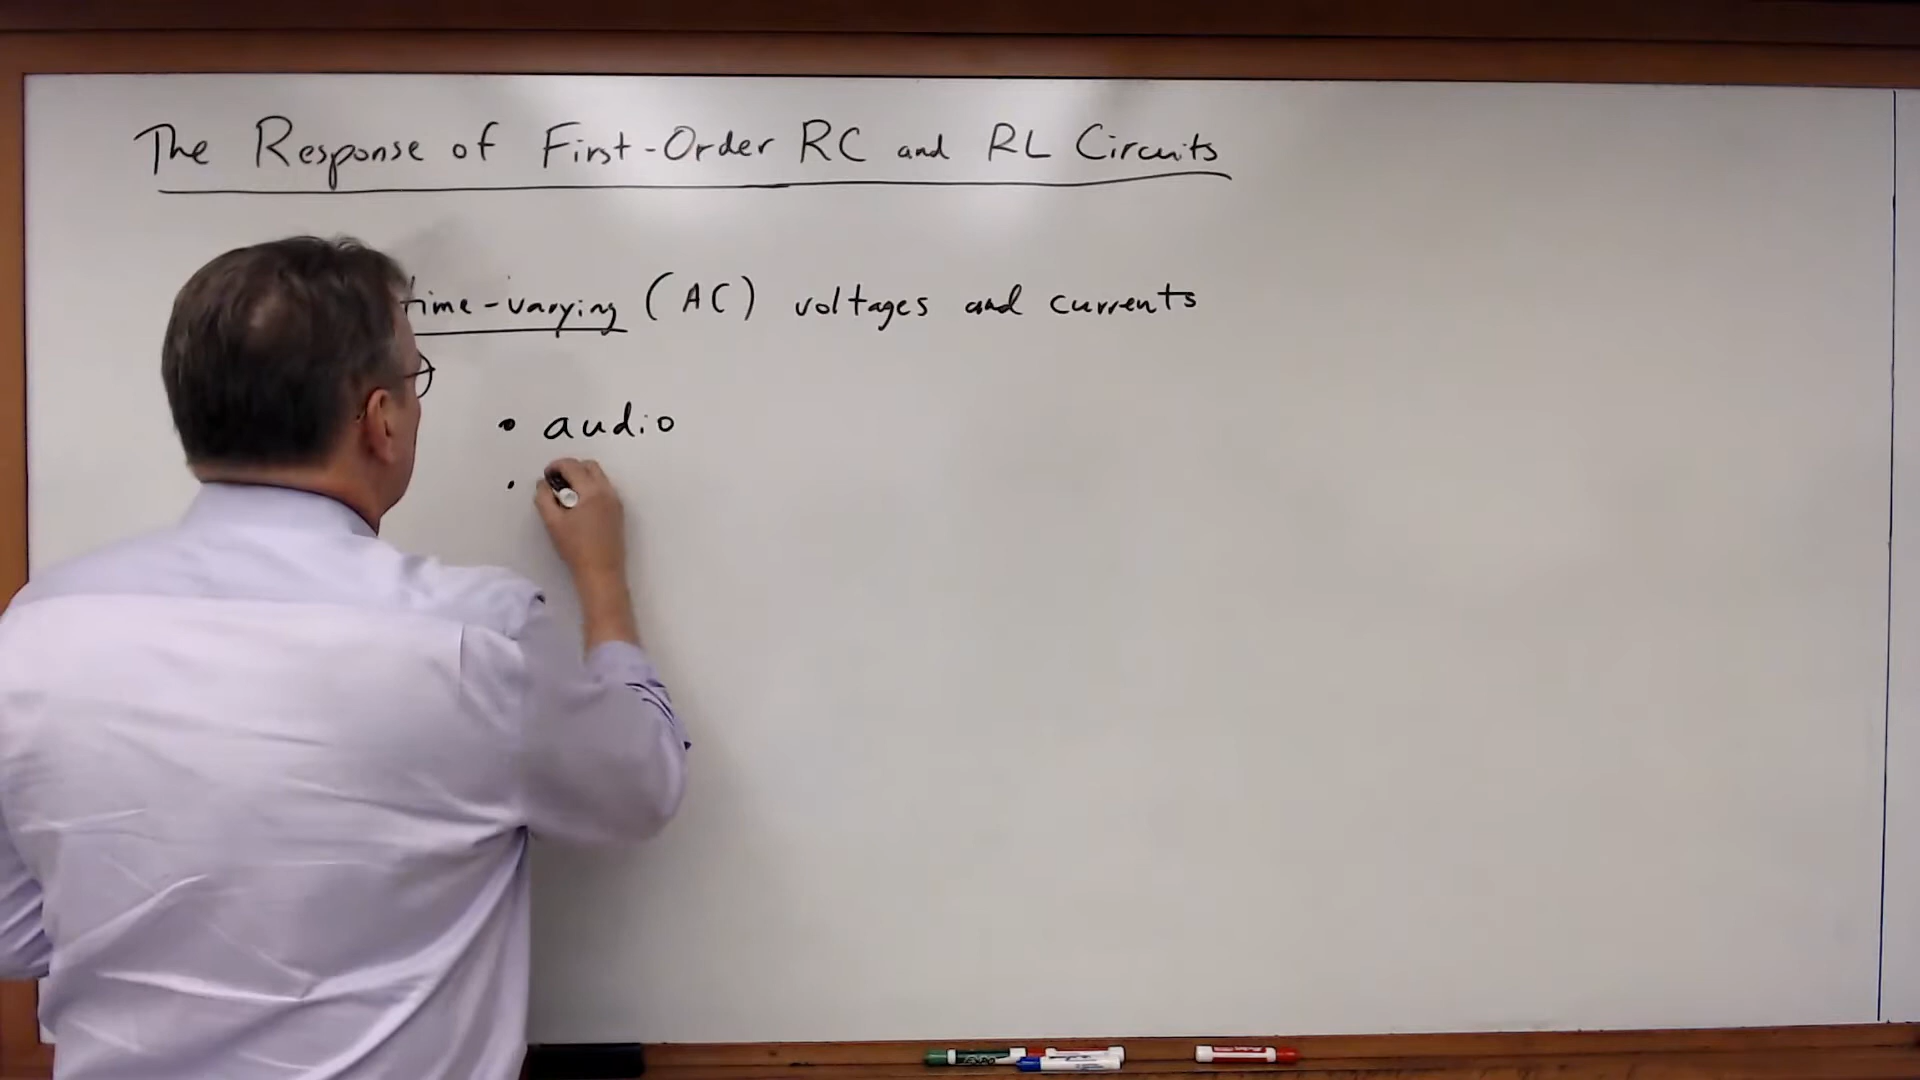 The Response of First-Order RC and RL Circuits
time-varying (AC) voltages and currents
• audio
•